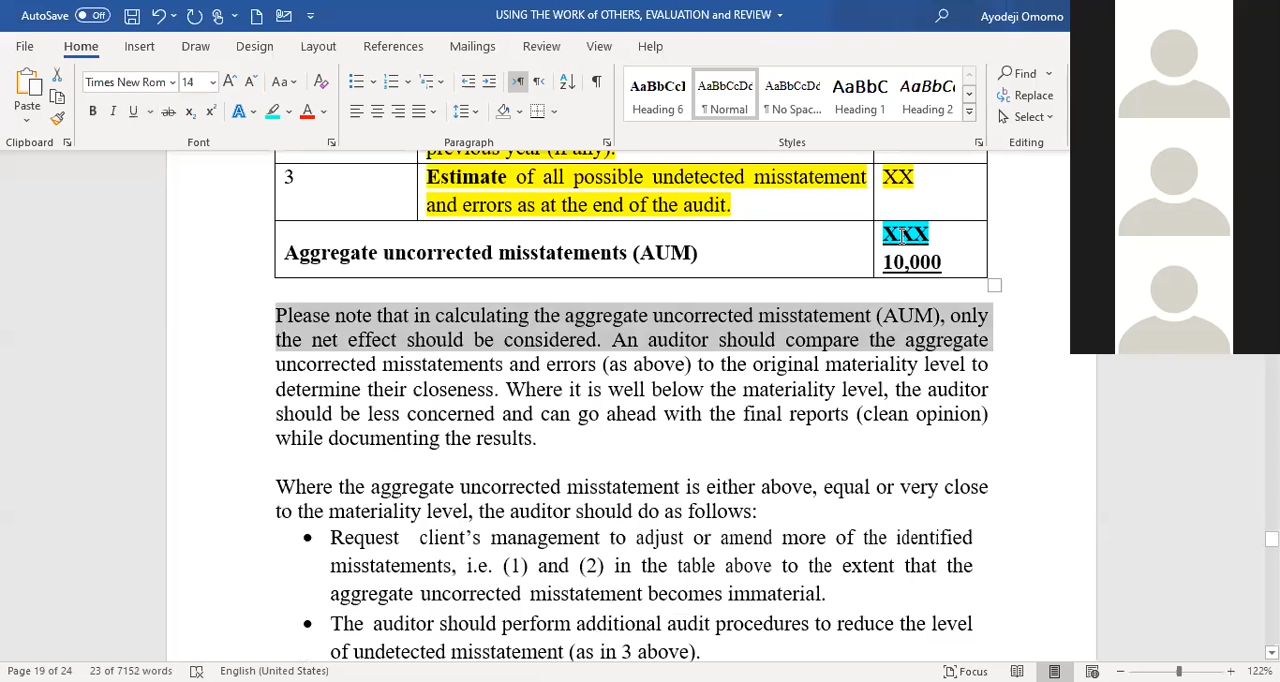 AutoSave Off USING THE WORK of OTHERS, EVALUATION and REVIEW Ayodeji Omomo
File Home Insert Draw Design Layout References Mailings Review View Help
Paste
Clipboard
Times New Rom 14 A A Aa A
B I U ab x2 x2 A A
Font
Paragraph
AaBbCcI AaBbCcDc AaBbCcDc AaBbC AaBbC
Heading 6 ¶ Normal ¶ No Spac... Heading 1 Heading 2
Styles
Find
Replace
Select
Editing
previous year (if any).
3 Estimate of all possible undetected misstatement XX
and errors as at the end of the audit.
Aggregate uncorrected misstatements (AUM) XXX
10,000
Please note that in calculating the aggregate uncorrected misstatement (AUM), only
the net effect should be considered. An auditor should compare the aggregate
uncorrected misstatements and errors (as above) to the original materiality level to
determine their closeness. Where it is well below the materiality level, the auditor
should be less concerned and can go ahead with the final reports (clean opinion)
while documenting the results.
Where the aggregate uncorrected misstatement is either above, equal or very close
to the materiality level, the auditor should do as follows:
• Request client’s management to adjust or amend more of the identified
misstatements, i.e. (1) and (2) in the table above to the extent that the
aggregate uncorrected misstatement becomes immaterial.
• The auditor should perform additional audit procedures to reduce the level
of undetected misstatement (as in 3 above).
Page 19 of 24 23 of 7152 words English (United States) Focus 122%